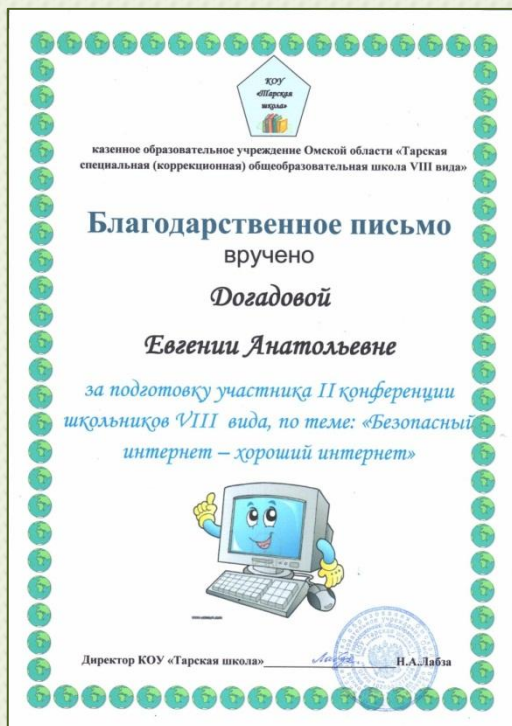 КОУ
«Тарская
школа»
казенное образовательное учреждение Омской области «Тарская
специальная (коррекционная) общеобразовательная школа VIII вида»
Благодарственное письмо
вручено
Догадовой
Евгении Анатольевне
за подготовку участника II конференции
школьников VIII вида, по теме: «Безопасный
интернет – хороший интернет»
Директор КОУ «Тарская школа»____________________Н.А.Лабза